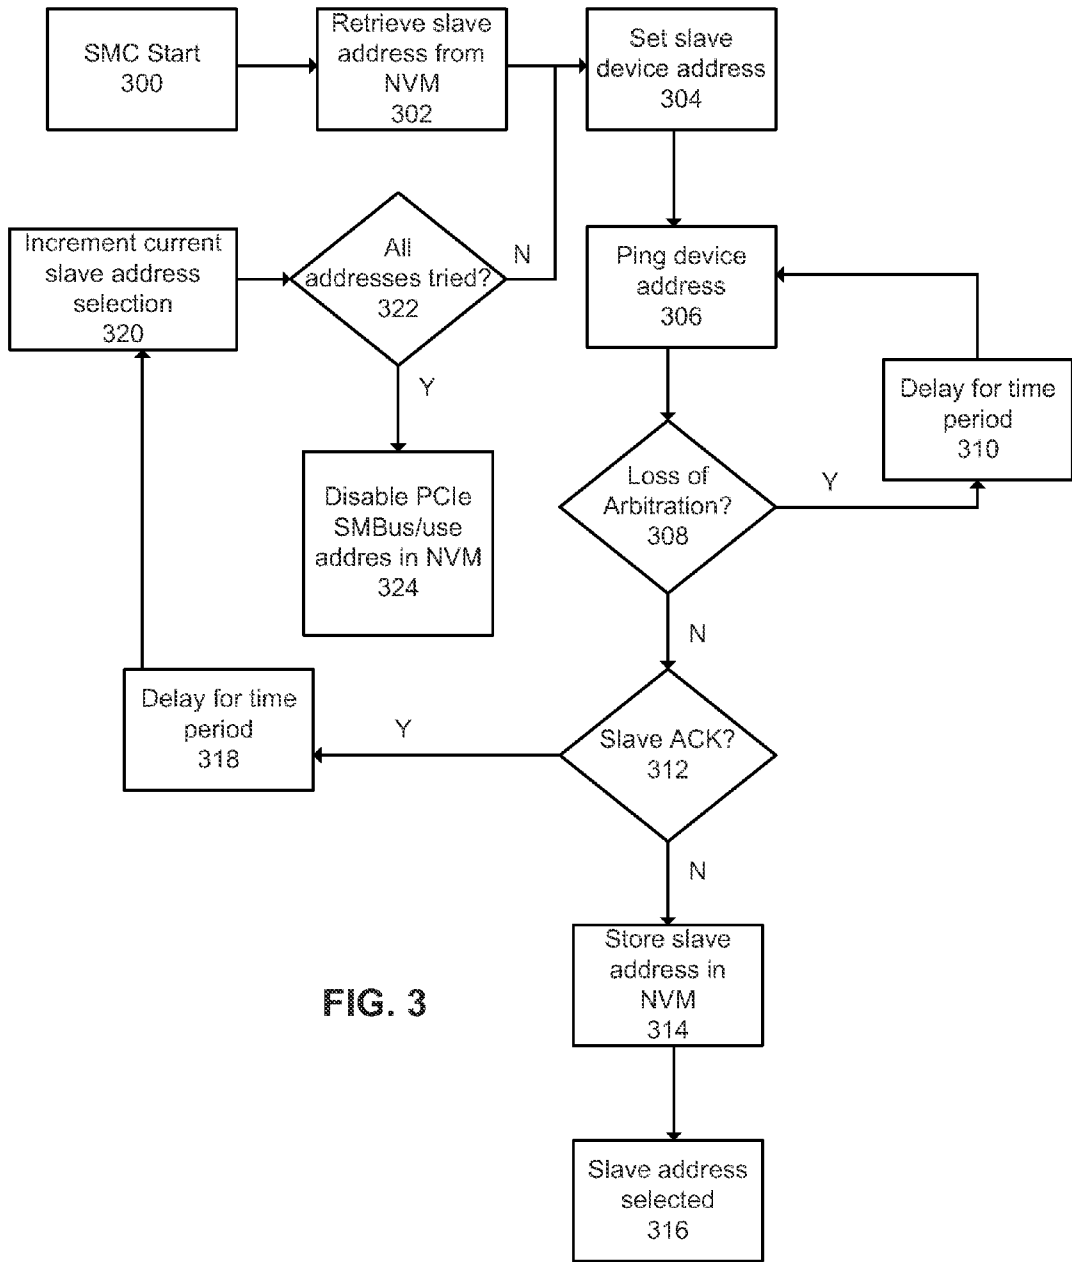 SMC Start
300
Retrieve slave
address from
NVM
302
Set slave
device address
304
Increment current
slave address
selection
320
All
addresses tried?
322
N
Y
Ping device
address
306
Delay for time
period
310
Disable PCIe
SMBus/use
addres in NVM
324
Loss of
Arbitration?
308
Y
N
Delay for time
period
318
Y
Slave ACK?
312
N
Store slave
address in
NVM
314
FIG. 3
Slave address
selected
316